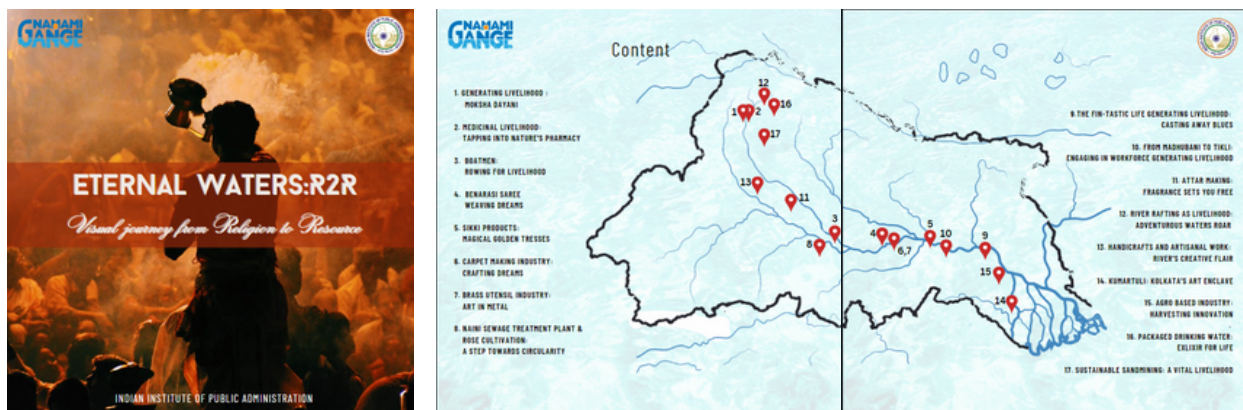 NAMAMI
GANGE
ETERNAL WATERS:R2R
Visual journey from Religion to Resource
INDIAN INSTITUTE OF PUBLIC ADMINISTRATION
NAMAMI
GANGE
Content
1. GENERATING LIVELIHOOD :
MOKSHA DAYANI
2. MEDICINAL LIVELIHOOD:
TAPPING INTO NATURE'S PHARMACY
3. BOATMEN:
ROWING FOR LIVELIHOOD
4. BENARASI SAREE
WEAVING DREAMS
5. SIKKI PRODUCTS:
MAGICAL GOLDEN TRESSES
6. CARPET MAKING INDUSTRY:
CRAFTING DREAMS
7. BRASS UTENSIL INDUSTRY:
ART IN METAL
8. NAINI SEWAGE TREATMENT PLANT &
ROSE CULTIVATION:
A STEP TOWARDS CIRCULARITY
12
1
2
16
17
13
11
3
8
4
6,7
5
10
9
15
14
9.THE FIN-TASTIC LIFE GENERATING LIVELIHOOD:
CASTING AWAY BLUES
10. FROM MADHUBANI TO TIKLI:
ENGAGING IN WORKFORCE GENERATING LIVELIHOOD
11. ATTAR MAKING:
FRAGRANCE SETS YOU FREE
12. RIVER RAFTING AS LIVELIHOOD:
ADVENTUROUS WATERS ROAR
13. HANDICRAFTS AND ARTISANAL WORK:
RIVER'S CREATIVE FLAIR
14. KUMARTULI: KOLKATA'S ART ENCLAVE
15. AGRO BASED INDUSTRY:
HARVESTING INNOVATION
16. PACKAGED DRINKING WATER:
EXLIXIR FOR LIFE
17. SUSTAINABLE SANDMINING: A VITAL LIVELIHOOD